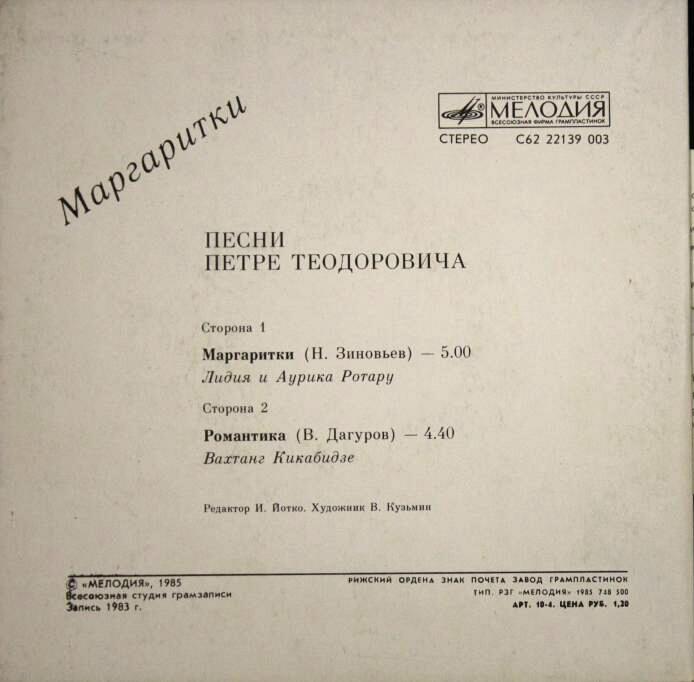 Маргаритки
МИНИСТЕРСТВО КУЛЬТУРЫ СССР
МЕЛОДИЯ
ВСЕСОЮЗНАЯ ФИРМА ГРАМПЛАСТИНОК
СТЕРЕО С62 22139 003
ПЕСНИ
ПЕТРЕ ТЕОДОРОВИЧА
Сторона 1
Маргаритки (Н. Зиновьев) — 5.00
Лидия и Аурика Ротару
Сторона 2
Романтика (В. Дагуров) — 4.40
Вахтанг Кикабидзе
Редактор И. Йотко. Художник В. Кузьмин
© «МЕЛОДИЯ», 1985
Всесоюзная студия грамзаписи
Запись 1983 г.
РИЖСКИЙ ОРДЕНА ЗНАК ПОЧЕТА ЗАВОД ГРАМПЛАСТИНОК
ТИП. РЗГ «МЕЛОДИЯ» 1985 748 500
АРТ. 10-4. ЦЕНА РУБ. 1,20